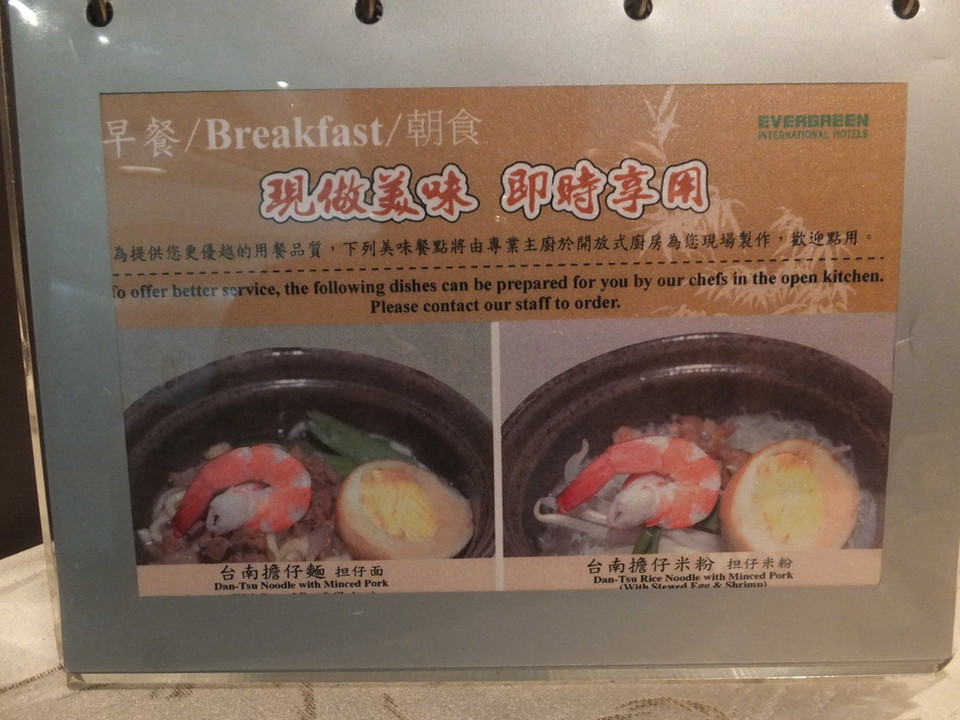 早餐/Breakfast/朝食
EVERGREEN
INTERNATIONAL HOTELS
現做美味 即時享用
為提供您更優越的用餐品質，下列美味餐點將由專業主廚於開放式廚房為您現場製作，歡迎點用。
To offer better service, the following dishes can be prepared for you by our chefs in the open kitchen.
Please contact our staff to order.
台南擔仔麵 担仔面
Dan-Tsu Noodle with Minced Pork
台南擔仔米粉 担仔米粉
Dan-Tsu Rice Noodle with Minced Pork
(With Stewed Egg & Shrimp)